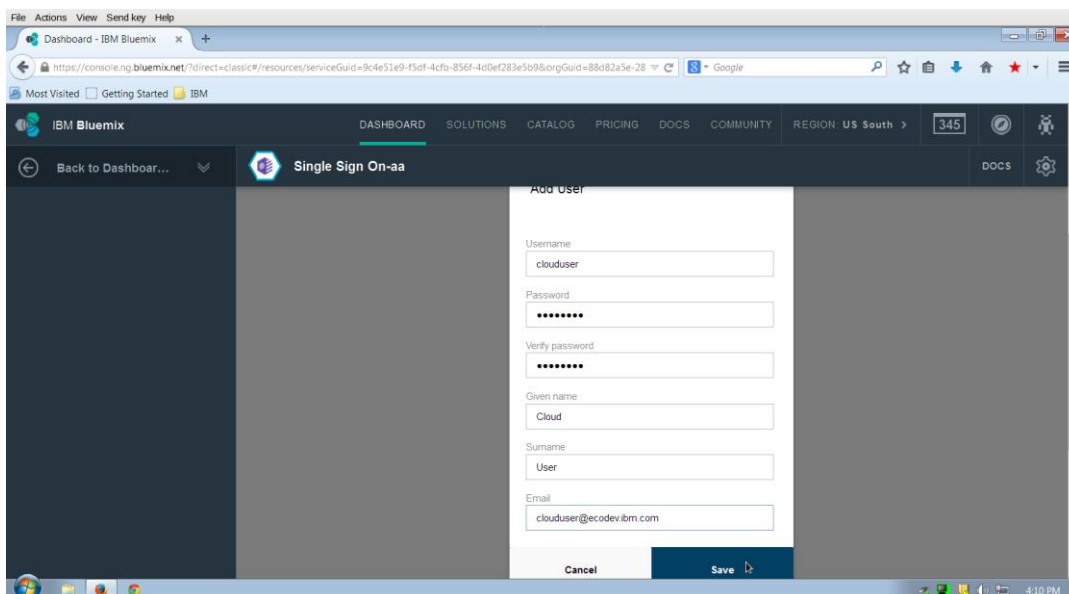 File Actions View Send key Help
Dashboard - IBM Bluemix × +
https://console.ng.bluemix.net/?direct=classic#/resources/serviceGuid=9c4e51e9-f5df-4cfb-856f-4d0ef283e5b9&orgGuid=88d82a5e-28 Google
Most Visited Getting Started IBM
IBM Bluemix DASHBOARD SOLUTIONS CATALOG PRICING DOCS COMMUNITY REGION: US South > 345
Back to Dashboar... Single Sign On-aa DOCS
Add User
Username
clouduser
Password
••••••••
Verify password
••••••••
Given name
Cloud
Surname
User
Email
clouduser@ecodev.ibm.com
Cancel Save
4:10 PM